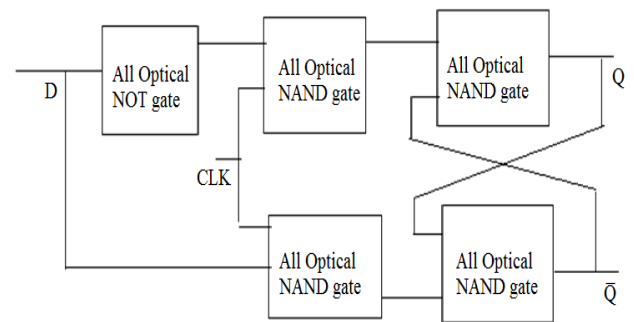 D
All Optical
NOT gate
All Optical
NAND gate
All Optical
NAND gate
Q
CLK
All Optical
NAND gate
All Optical
NAND gate
Q̄